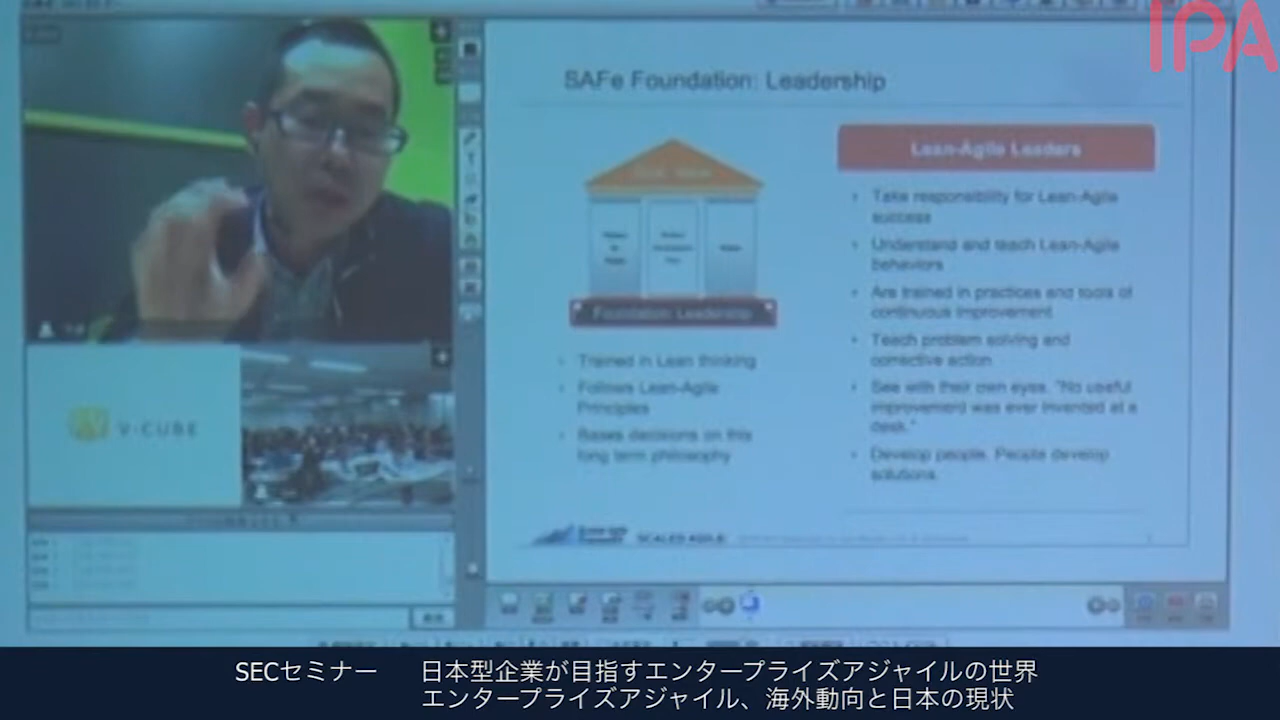 IPA
SAFe Foundation: Leadership
Lean-Agile Leaders
Take responsibility for Lean-Agile
success
Understand and teach Lean-Agile
behaviors
Are trained in practices and tools of
continuous improvement
Teach problem solving and
corrective action
See with their own eyes. "No useful
improvement was ever invented at a
desk."
Develop people. People develop
solutions.
Foundation: Leadership
Trained in Lean thinking
Follows Lean-Agile
Principles
Bases decisions on this
long term philosophy
V-CUBE
SCALED AGILE
SECセミナー 日本型企業が目指すエンタープライズアジャイルの世界
エンタープライズアジャイル、海外動向と日本の現状